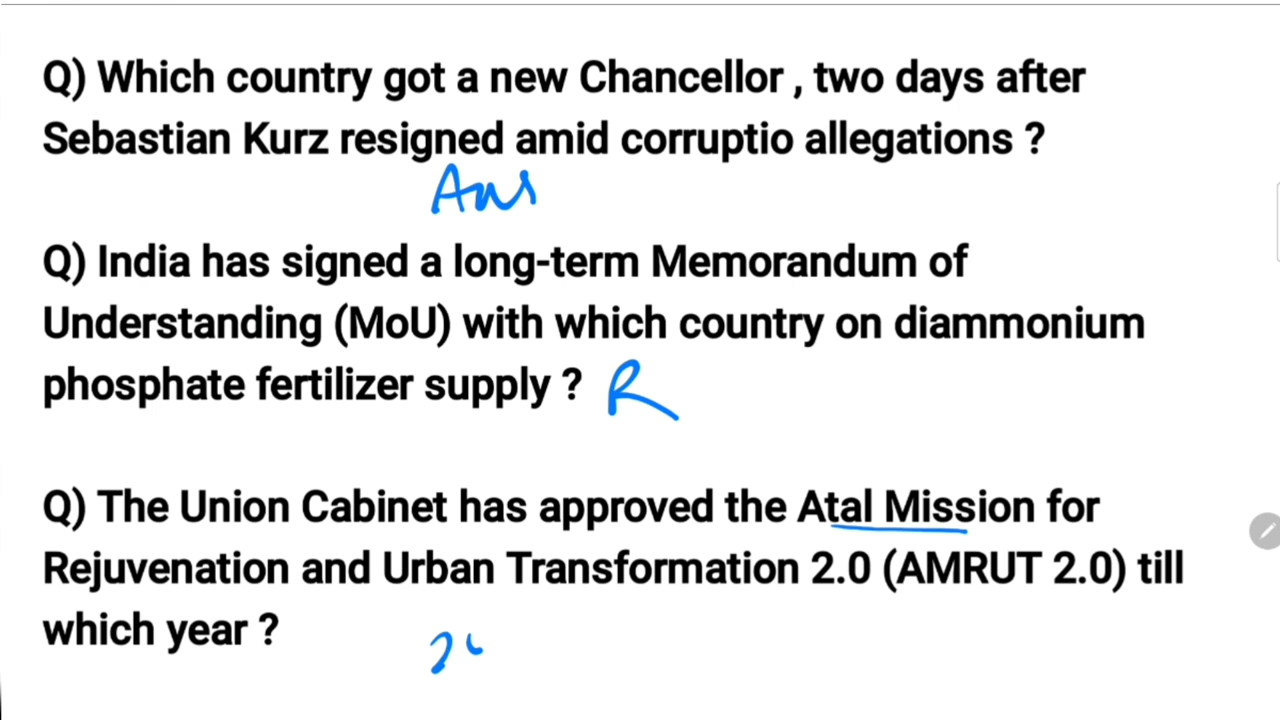 Q) Which country got a new Chancellor , two days after
Sebastian Kurz resigned amid corruptio allegations ?
Aus
Q) India has signed a long-term Memorandum of
Understanding (MoU) with which country on diammonium
phosphate fertilizer supply ? R
Q) The Union Cabinet has approved the Atal Mission for
Rejuvenation and Urban Transformation 2.0 (AMRUT 2.0) till
which year ?